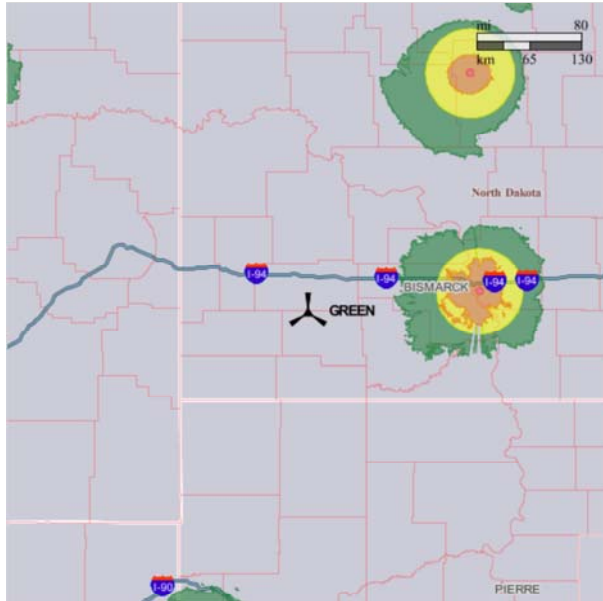 mi 80
km 65 130
North Dakota
I-94
I-94
I-94
I-94
BISMARCK
GREEN
I-90
PIERRE